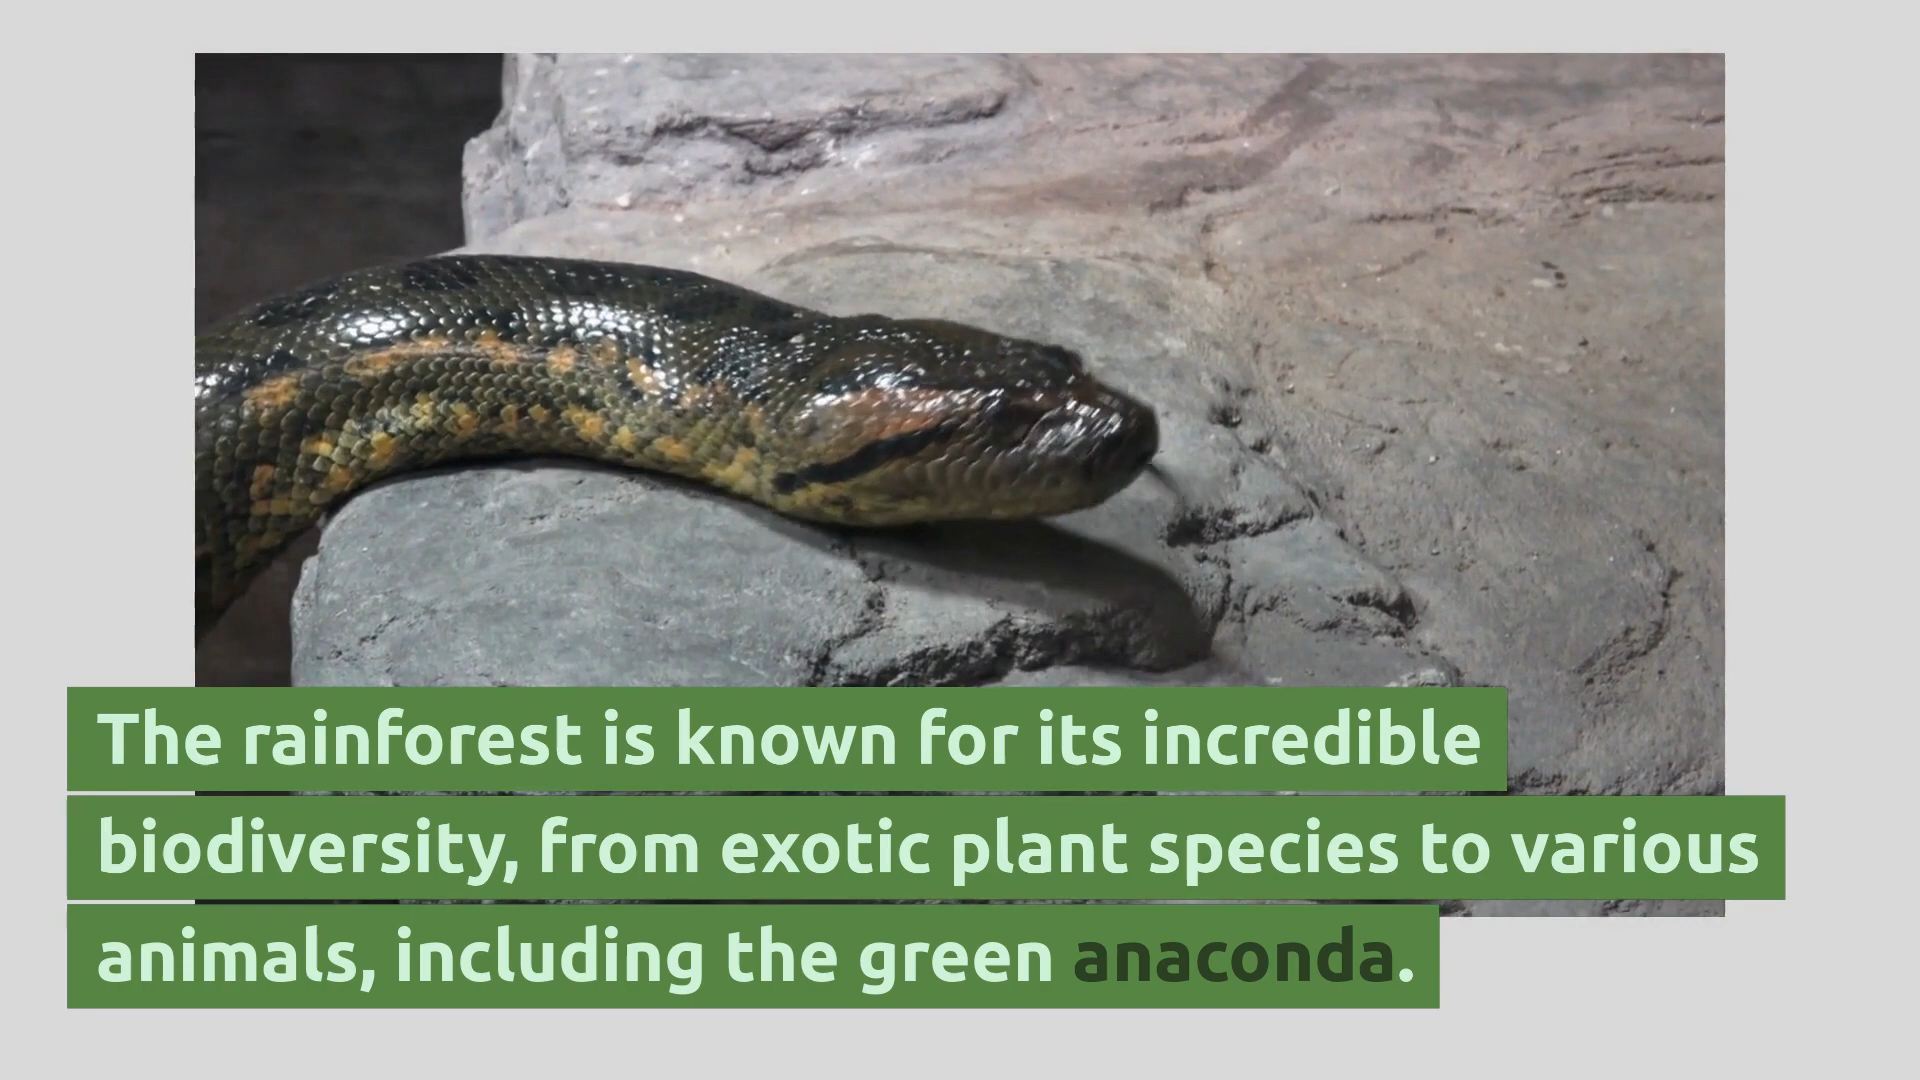 The rainforest is known for its incredible
biodiversity, from exotic plant species to various
animals, including the green anaconda.